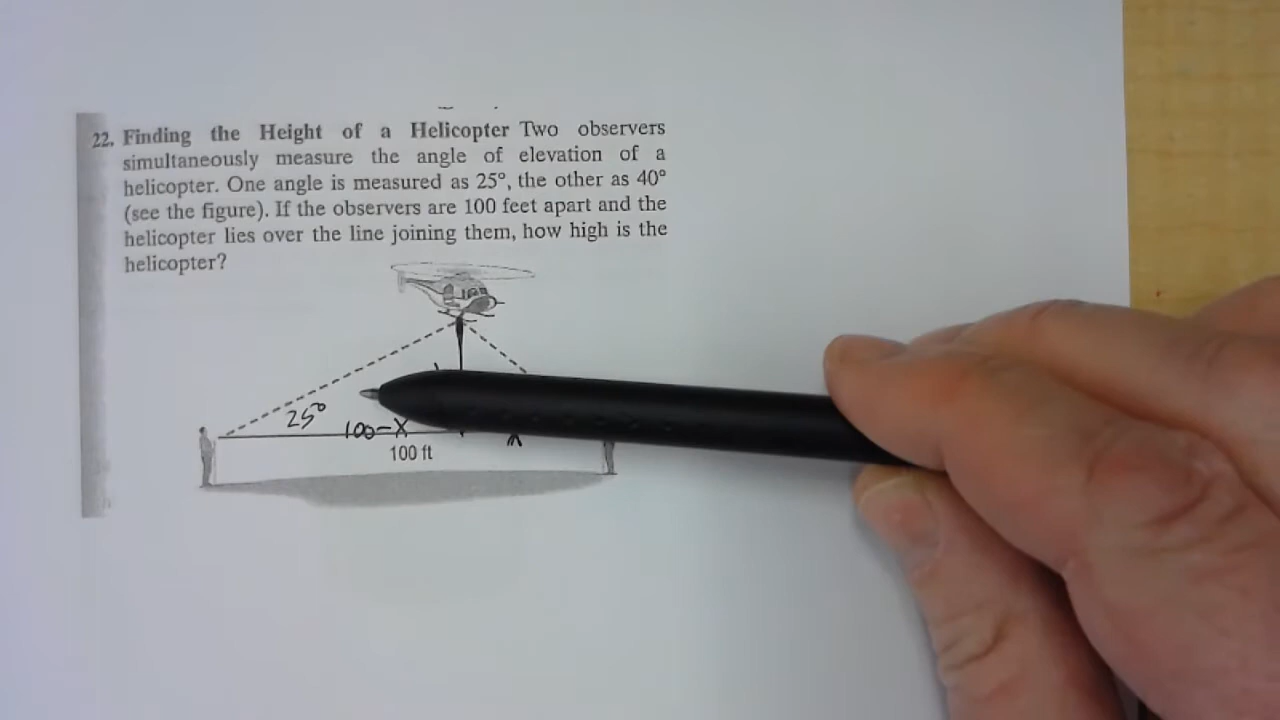 22. Finding the Height of a Helicopter Two observers
simultaneously measure the angle of elevation of a
helicopter. One angle is measured as 25°, the other as 40°
(see the figure). If the observers are 100 feet apart and the
helicopter lies over the line joining them, how high is the
helicopter?
25°
100-X
100 ft